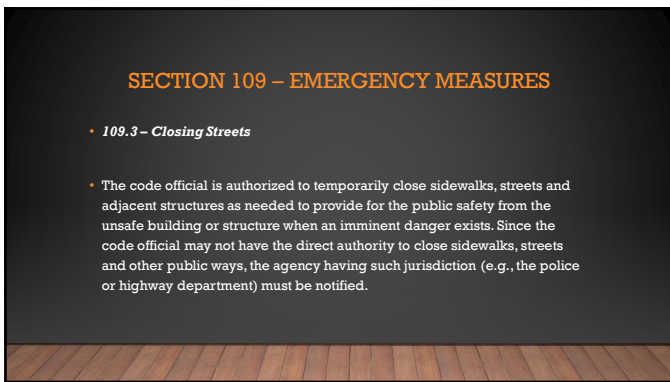 SECTION 109 – EMERGENCY MEASURES
• 109.3 – Closing Streets
• The code official is authorized to temporarily close sidewalks, streets and
adjacent structures as needed to provide for the public safety from the
unsafe building or structure when an imminent danger exists. Since the
code official may not have the direct authority to close sidewalks, streets
and other public ways, the agency having such jurisdiction (e.g., the police
or highway department) must be notified.